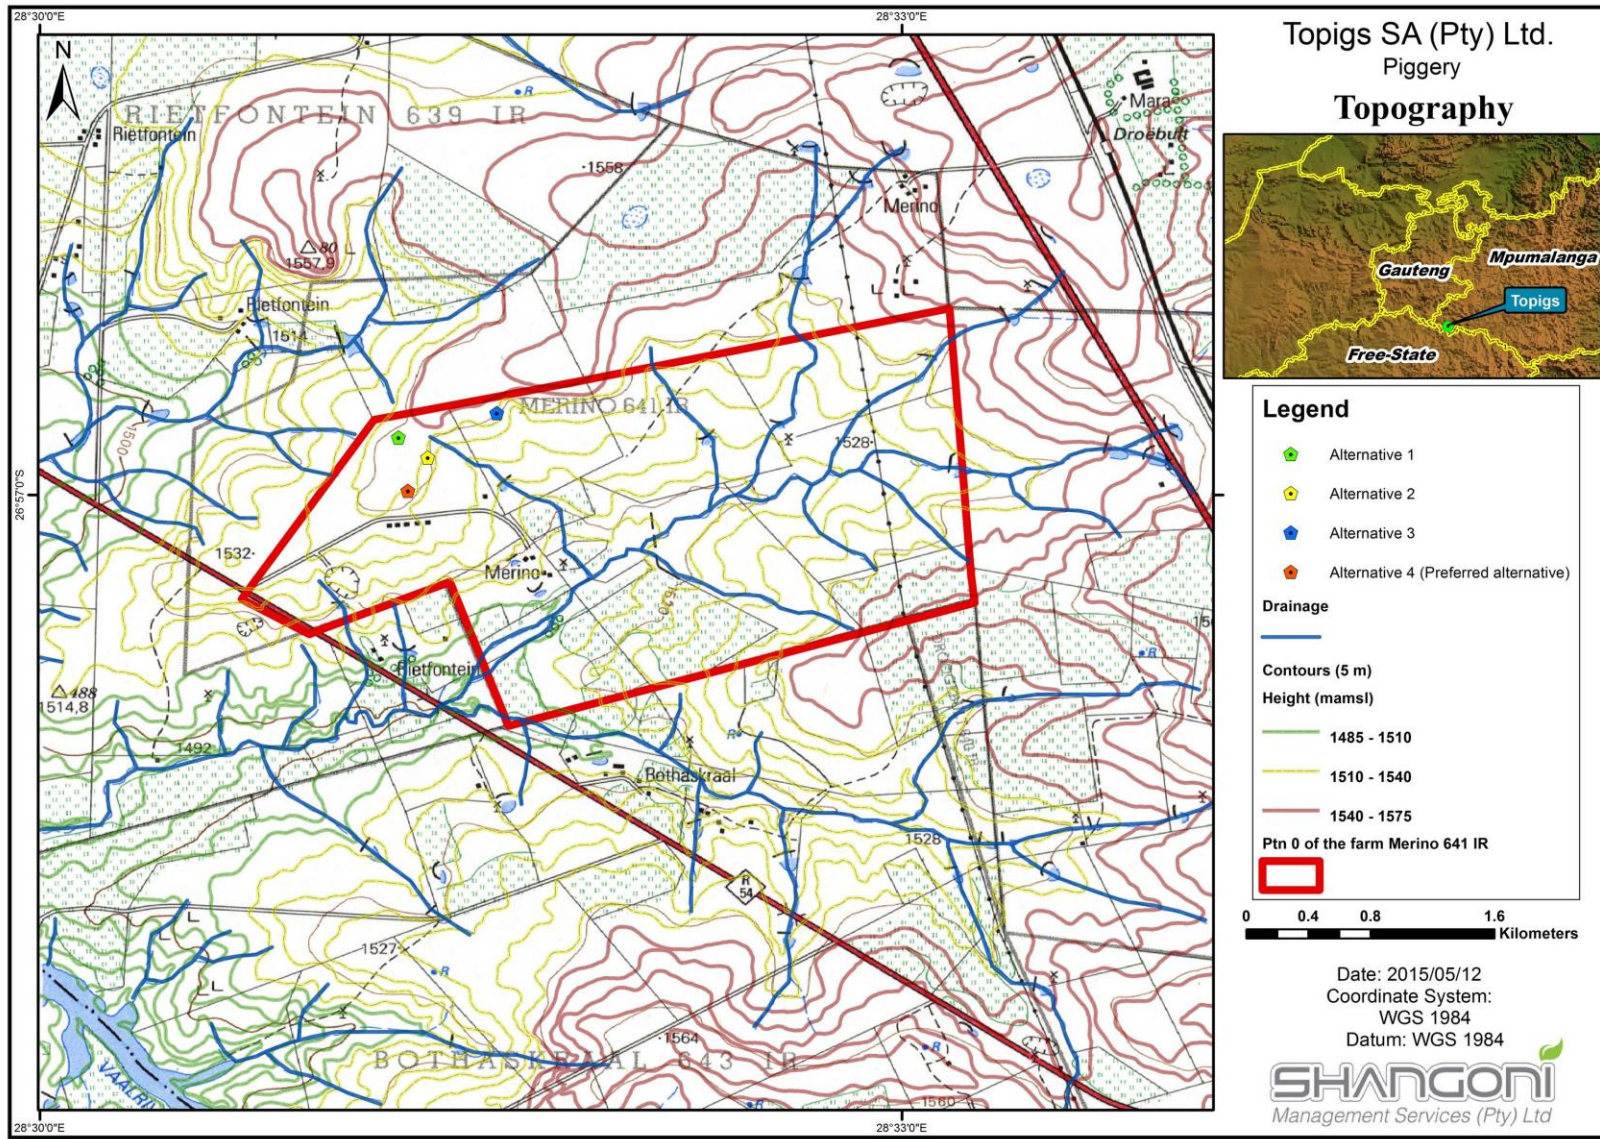 28°30'0"E
28°33'0"E
N
RIETFONTEIN 639 IR
Rietfontein
1558
Mara
Droebult
Merino
80
1557,9
Rietfontein
1514
MERINO 641 IR
1500
1528
26°57'0"S
1532
Merino
1510
Rietfontein
488
1514,8
1492
R
Bothaskraal
1528
R
54
1527
R
1564
BOTHASKRAAL 643 IR
R
1560
28°30'0"E
28°33'0"E
Topigs SA (Pty) Ltd.
Piggery
Topography
Gauteng
Mpumalanga
Topigs
Free-State
Legend
Alternative 1
Alternative 2
Alternative 3
Alternative 4 (Preferred alternative)
Drainage
Contours (5 m)
Height (mamsl)
1485 - 1510
1510 - 1540
1540 - 1575
Ptn 0 of the farm Merino 641 IR
0 0.4 0.8 1.6
Kilometers
Date: 2015/05/12
Coordinate System:
WGS 1984
Datum: WGS 1984
SHANGONI
Management Services (Pty) Ltd